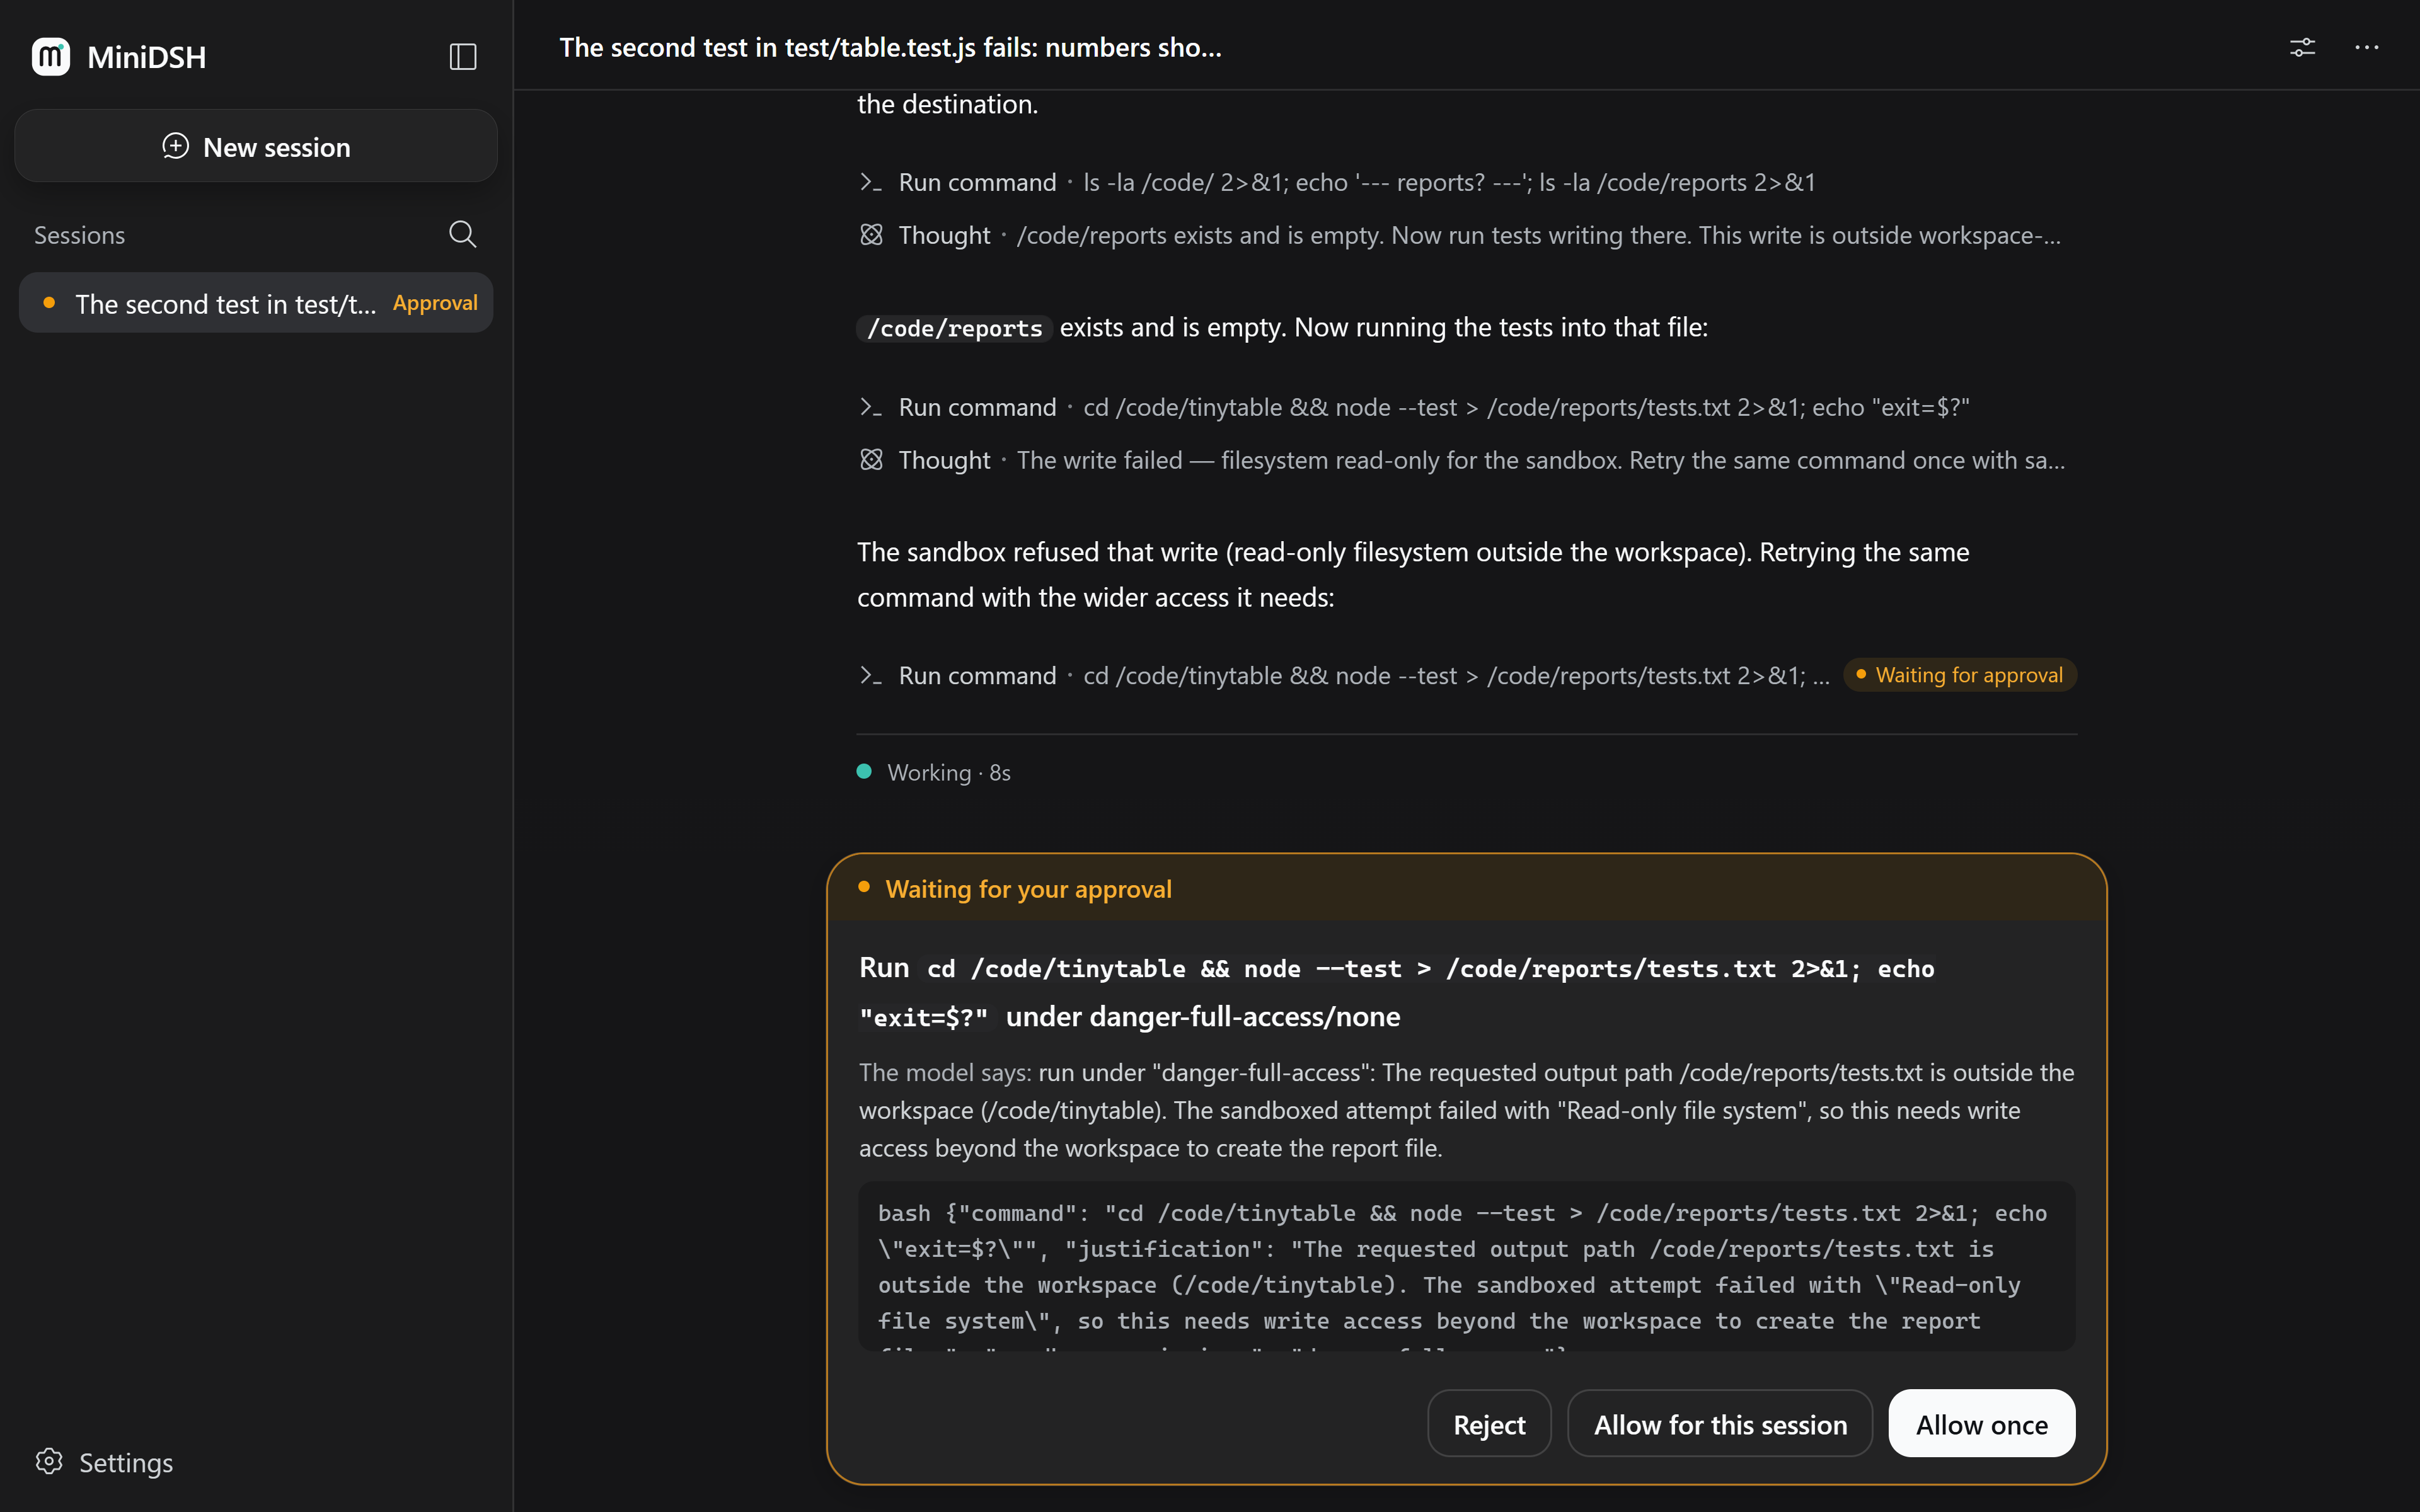 MiniDSH
New session
Sessions
The second test in test/t... Approval
Settings
The second test in test/table.test.js fails: numbers sho...
the destination.
Run command · ls -la /code/ 2>&1; echo '--- reports? ---'; ls -la /code/reports 2>&1
Thought · /code/reports exists and is empty. Now run tests writing there. This write is outside workspace-...
/code/reports exists and is empty. Now running the tests into that file:
Run command · cd /code/tinytable && node --test > /code/reports/tests.txt 2>&1; echo "exit=$?"
Thought · The write failed — filesystem read-only for the sandbox. Retry the same command once with sa...
The sandbox refused that write (read-only filesystem outside the workspace). Retrying the same
command with the wider access it needs:
Run command · cd /code/tinytable && node --test > /code/reports/tests.txt 2>&1; ... Waiting for approval
Working · 8s
Waiting for your approval
Run cd /code/tinytable && node --test > /code/reports/tests.txt 2>&1; echo
"exit=$?" under danger-full-access/none
The model says: run under "danger-full-access": The requested output path /code/reports/tests.txt is outside the
workspace (/code/tinytable). The sandboxed attempt failed with "Read-only file system", so this needs write
access beyond the workspace to create the report file.
bash {"command": "cd /code/tinytable && node --test > /code/reports/tests.txt 2>&1; echo
\"exit=$?\"", "justification": "The requested output path /code/reports/tests.txt is
outside the workspace (/code/tinytable). The sandboxed attempt failed with \"Read-only
file system\", so this needs write access beyond the workspace to create the report
Reject
Allow for this session
Allow once